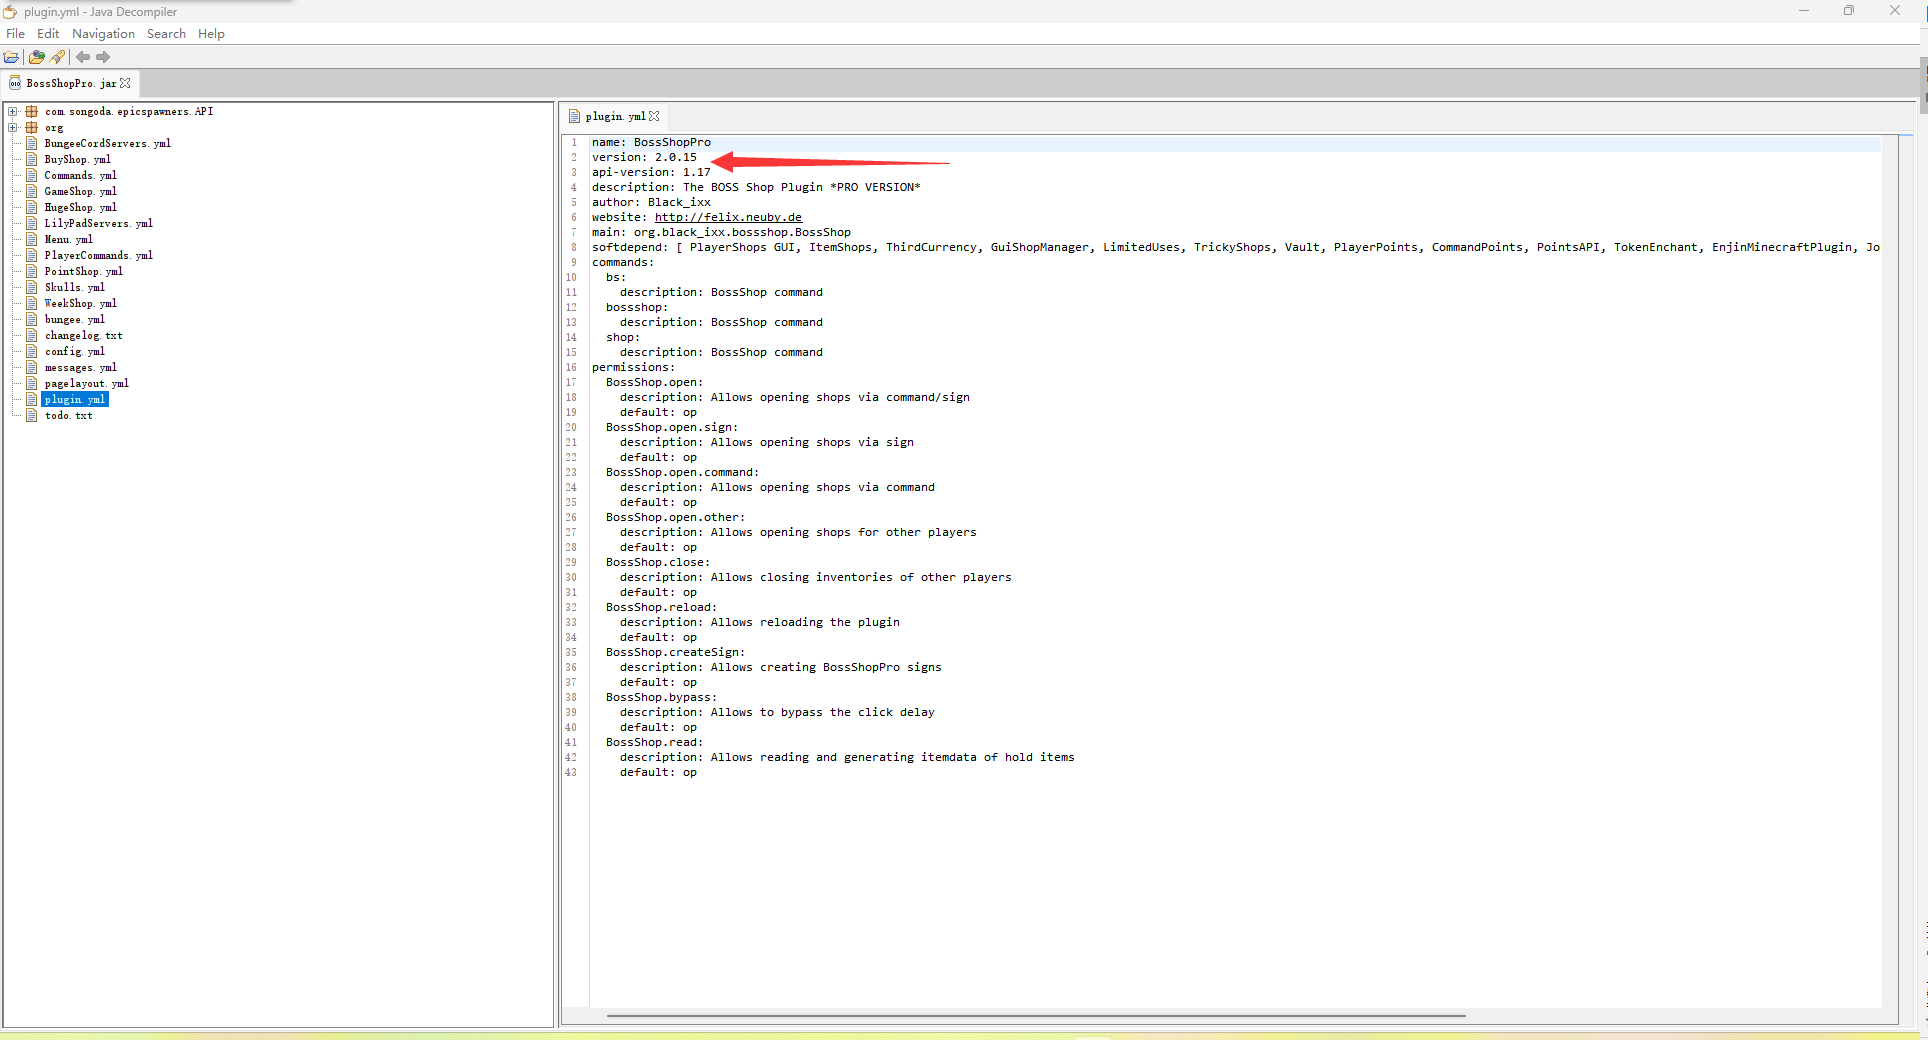 plugin.yml - Java Decompiler
File Edit Navigation Search Help
BossShopPro.jar
com.songoda.epicspawners.API
org
BungeeCordServers.yml
BuyShop.yml
Commands.yml
GameShop.yml
HugeShop.yml
LilyPadServers.yml
Menu.yml
PlayerCommands.yml
PointShop.yml
Skulls.yml
WeekShop.yml
bungee.yml
changelog.txt
config.yml
messages.yml
pagelayout.yml
plugin.yml
todo.txt
plugin.yml
1 name: BossShopPro
2 version: 2.0.15
3 api-version: 1.17
4 description: The BOSS Shop Plugin *PRO VERSION*
5 author: Black_ixx
6 website: http://felix.neuby.de
7 main: org.black_ixx.bossshop.BossShop
8 softdepend: [ PlayerShops GUI, ItemShops, ThirdCurrency, GuiShopManager, LimitedUses, TrickyShops, Vault, PlayerPoints, CommandPoints, PointsAPI, TokenEnchant, EnjinMinecraftPlugin, Jo
9 commands:
10 bs:
11 description: BossShop command
12 bossshop:
13 description: BossShop command
14 shop:
15 description: BossShop command
16 permissions:
17 BossShop.open:
18 description: Allows opening shops via command/sign
19 default: op
20 BossShop.open.sign:
21 description: Allows opening shops via sign
22 default: op
23 BossShop.open.command:
24 description: Allows opening shops via command
25 default: op
26 BossShop.open.other:
27 description: Allows opening shops for other players
28 default: op
29 BossShop.close:
30 description: Allows closing inventories of other players
31 default: op
32 BossShop.reload:
33 description: Allows reloading the plugin
34 default: op
35 BossShop.createSign:
36 description: Allows creating BossShopPro signs
37 default: op
38 BossShop.bypass:
39 description: Allows to bypass the click delay
40 default: op
41 BossShop.read:
42 description: Allows reading and generating itemdata of hold items
43 default: op